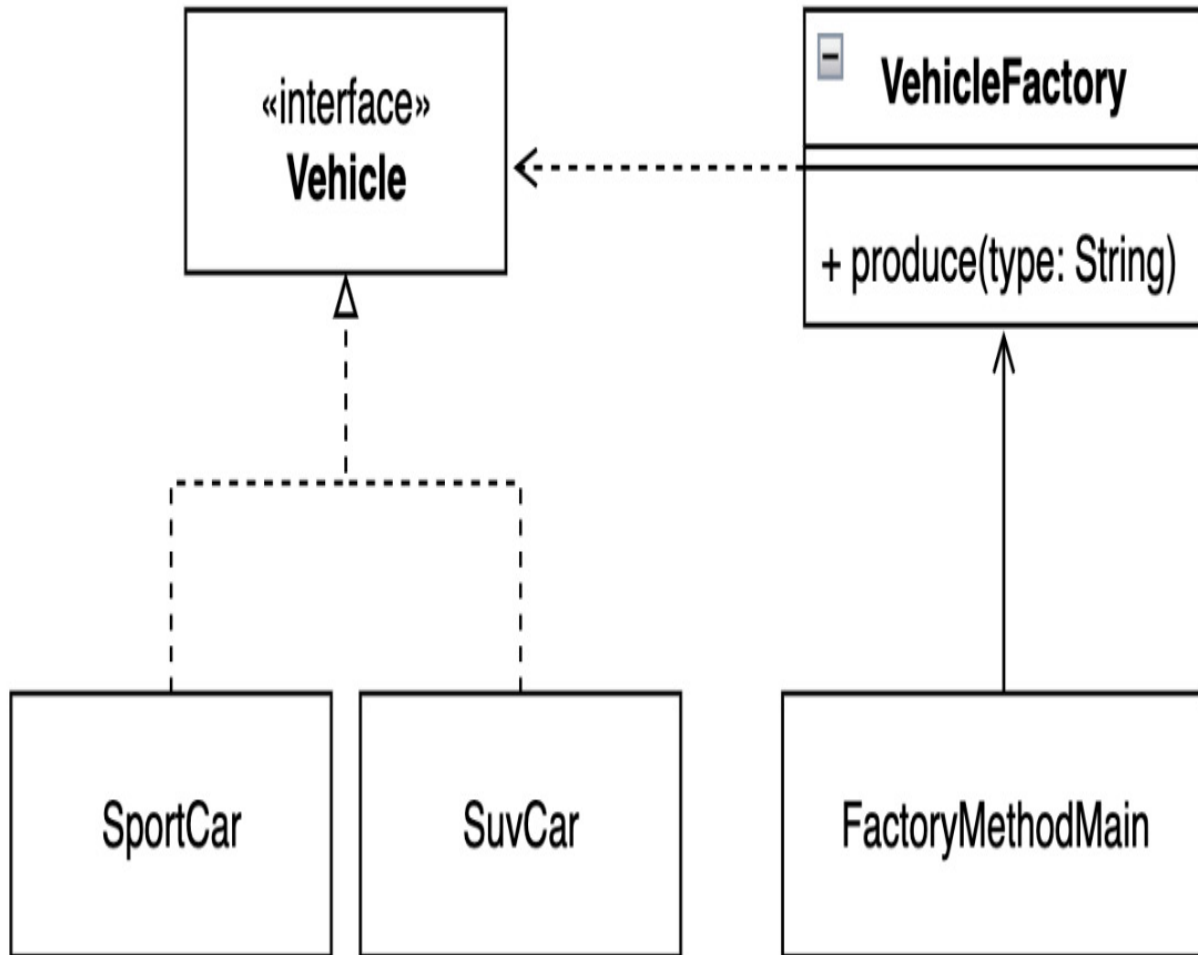 «interface»
Vehicle
VehicleFactory
+ produce(type: String)
SportCar
SuvCar
FactoryMethodMain